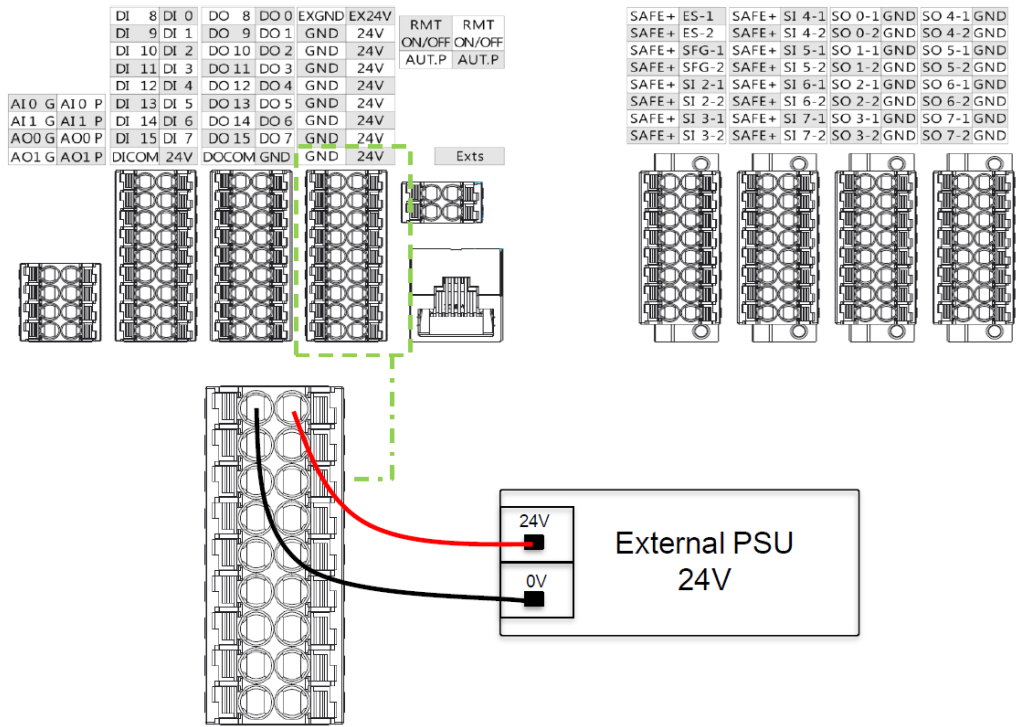 DI 8 DI 0 DO 8 DO 0 EXGND EX24V
DI 9 DI 1 DO 9 DO 1 GND 24V
DI 10 DI 2 DO 10 DO 2 GND 24V
DI 11 DI 3 DO 11 DO 3 GND 24V
DI 12 DI 4 DO 12 DO 4 GND 24V
AI0 G AI0 P DI 13 DI 5 DO 13 DO 5 GND 24V
AI1 G AI1 P DI 14 DI 6 DO 14 DO 6 GND 24V
AO0 G AO0 P DI 15 DI 7 DO 15 DO 7 GND 24V
AO1 G AO1 P DICOM 24V DOCOM GND GND 24V
RMT RMT
ON/OFF ON/OFF
AUT.P AUT.P
Exts
SAFE+ ES-1 SAFE+ SI 4-1 SO 0-1 GND SO 4-1 GND
SAFE+ ES-2 SAFE+ SI 4-2 SO 0-2 GND SO 4-2 GND
SAFE+ SFG-1 SAFE+ SI 5-1 SO 1-1 GND SO 5-1 GND
SAFE+ SFG-2 SAFE+ SI 5-2 SO 1-2 GND SO 5-2 GND
SAFE+ SI 2-1 SAFE+ SI 6-1 SO 2-1 GND SO 6-1 GND
SAFE+ SI 2-2 SAFE+ SI 6-2 SO 2-2 GND SO 6-2 GND
SAFE+ SI 3-1 SAFE+ SI 7-1 SO 3-1 GND SO 7-1 GND
SAFE+ SI 3-2 SAFE+ SI 7-2 SO 3-2 GND SO 7-2 GND
24V
0V
External PSU
24V